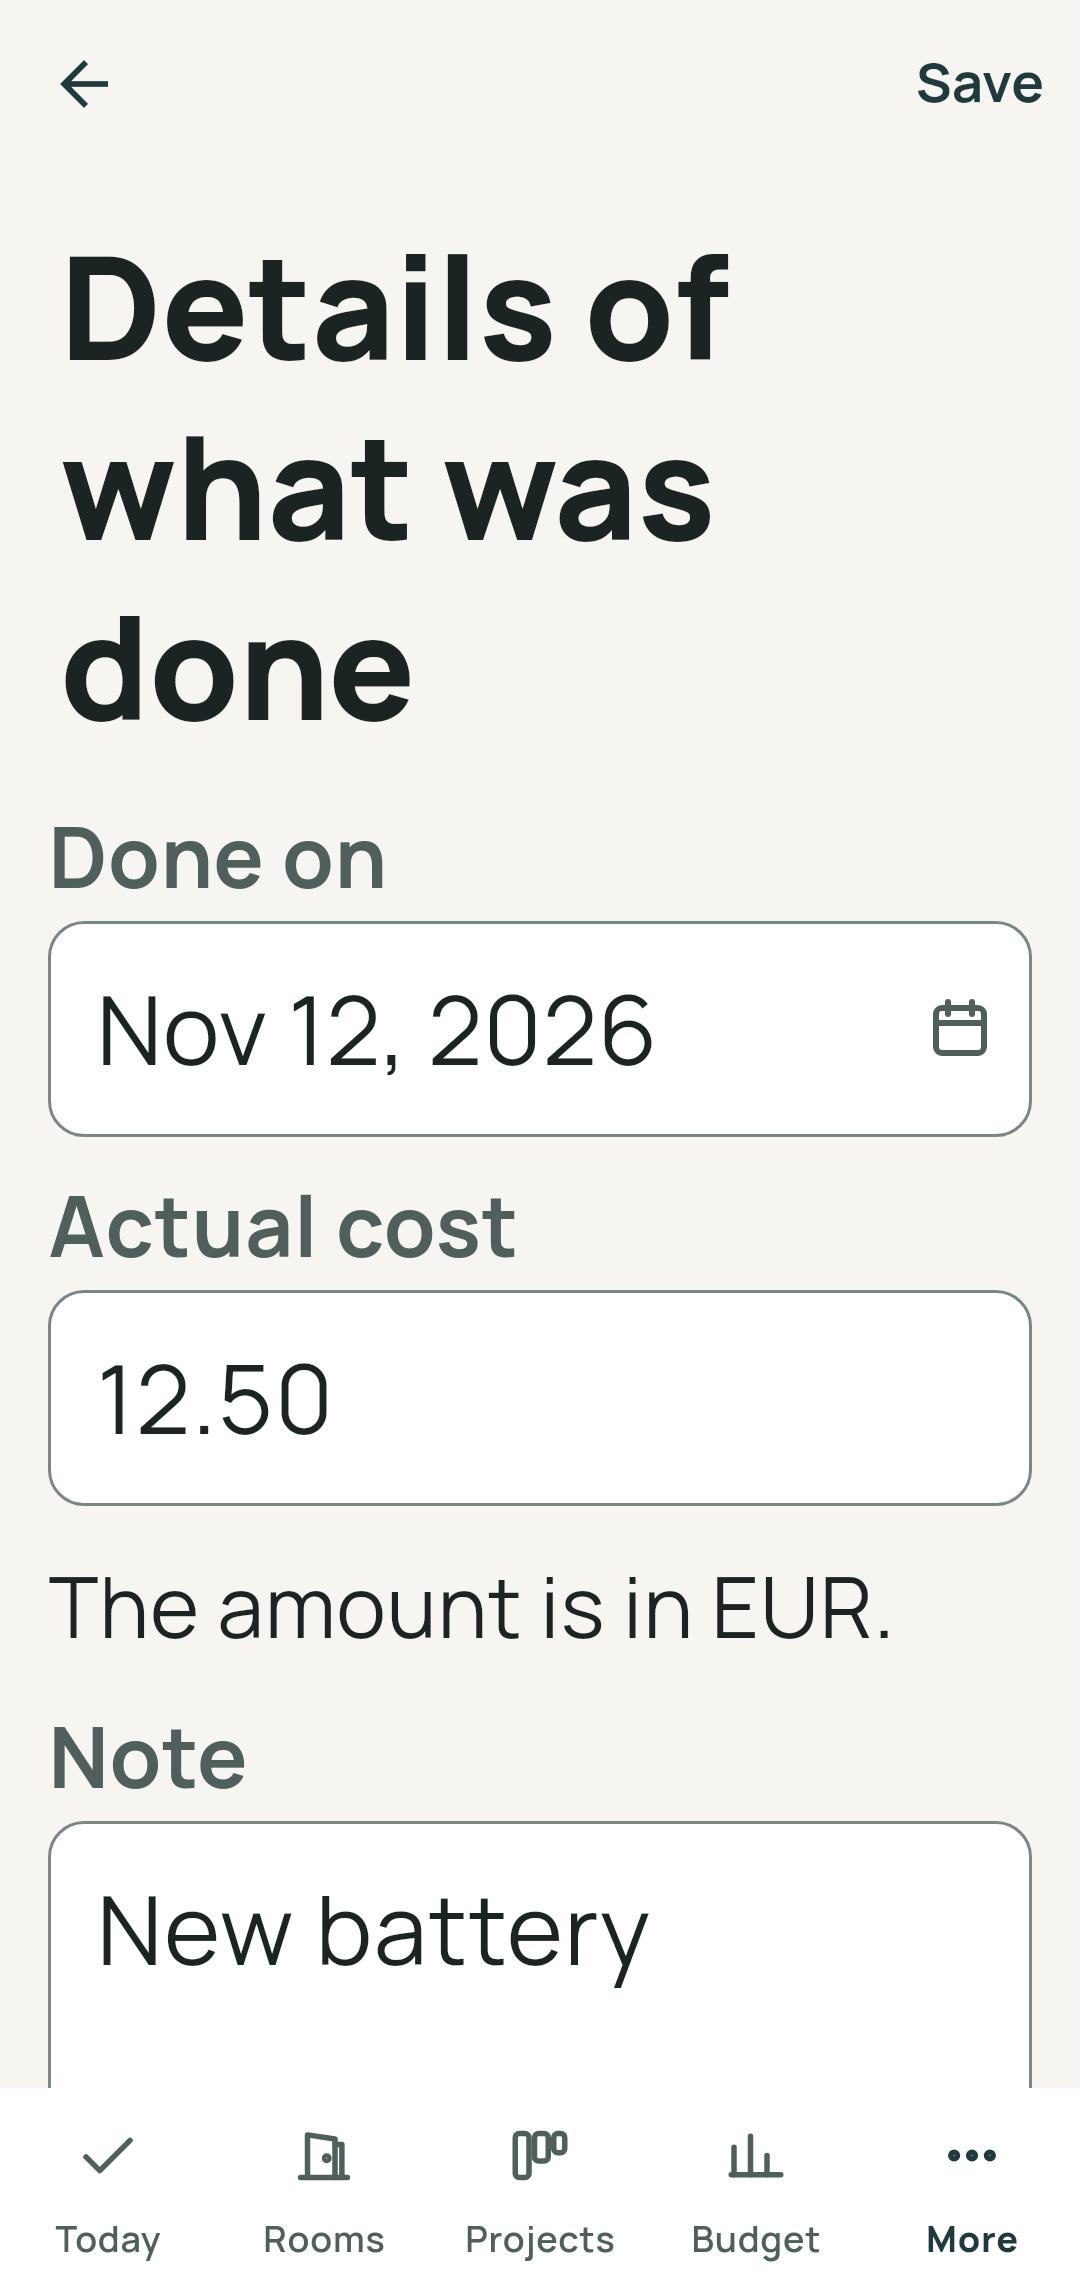 Save
Details of
what was
done
Done on
Nov 12, 2026
Actual cost
12.50
The amount is in EUR.
Note
New battery
Today
Rooms
Projects
Budget
More